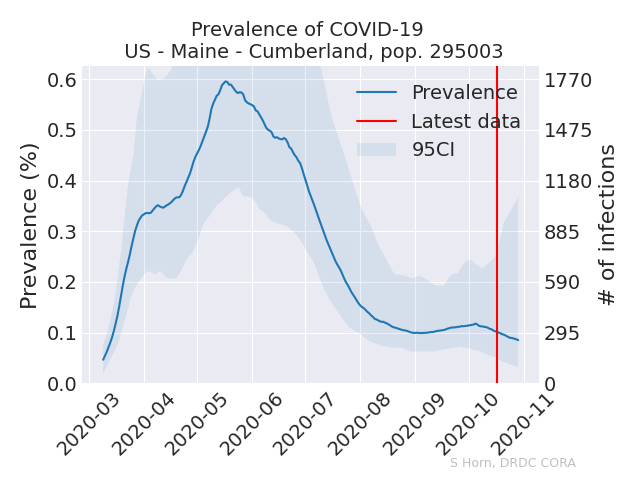 Prevalence of COVID-19
US - Maine - Cumberland, pop. 295003
Prevalence (%)
0.6
0.5
0.4
0.3
0.2
0.1
0.0
Prevalence
Latest data
95CI
1770
1475
1180
885
590
295
0
# of infections
2020-03
2020-04
2020-05
2020-06
2020-07
2020-08
2020-09
2020-10
2020-11
S Horn, DRDC CORA